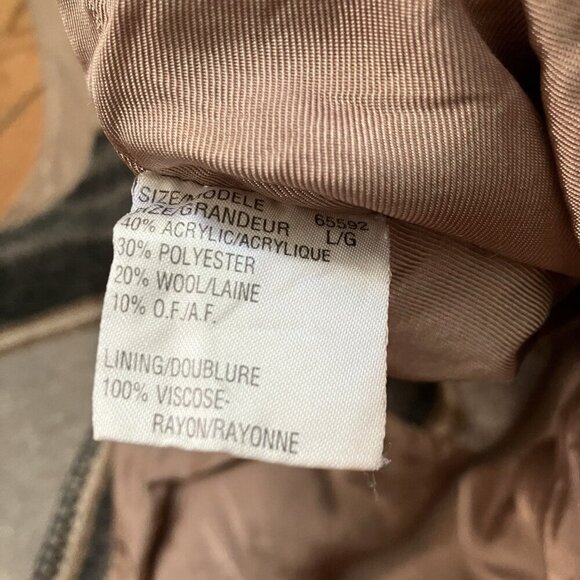 SIZE/MODELE 65592
SIZE/GRANDEUR L/G
40% ACRYLIC/ACRYLIQUE
30% POLYESTER
20% WOOL/LAINE
10% O.F./A.F.
LINING/DOUBLURE
100% VISCOSE-
RAYON/RAYONNE